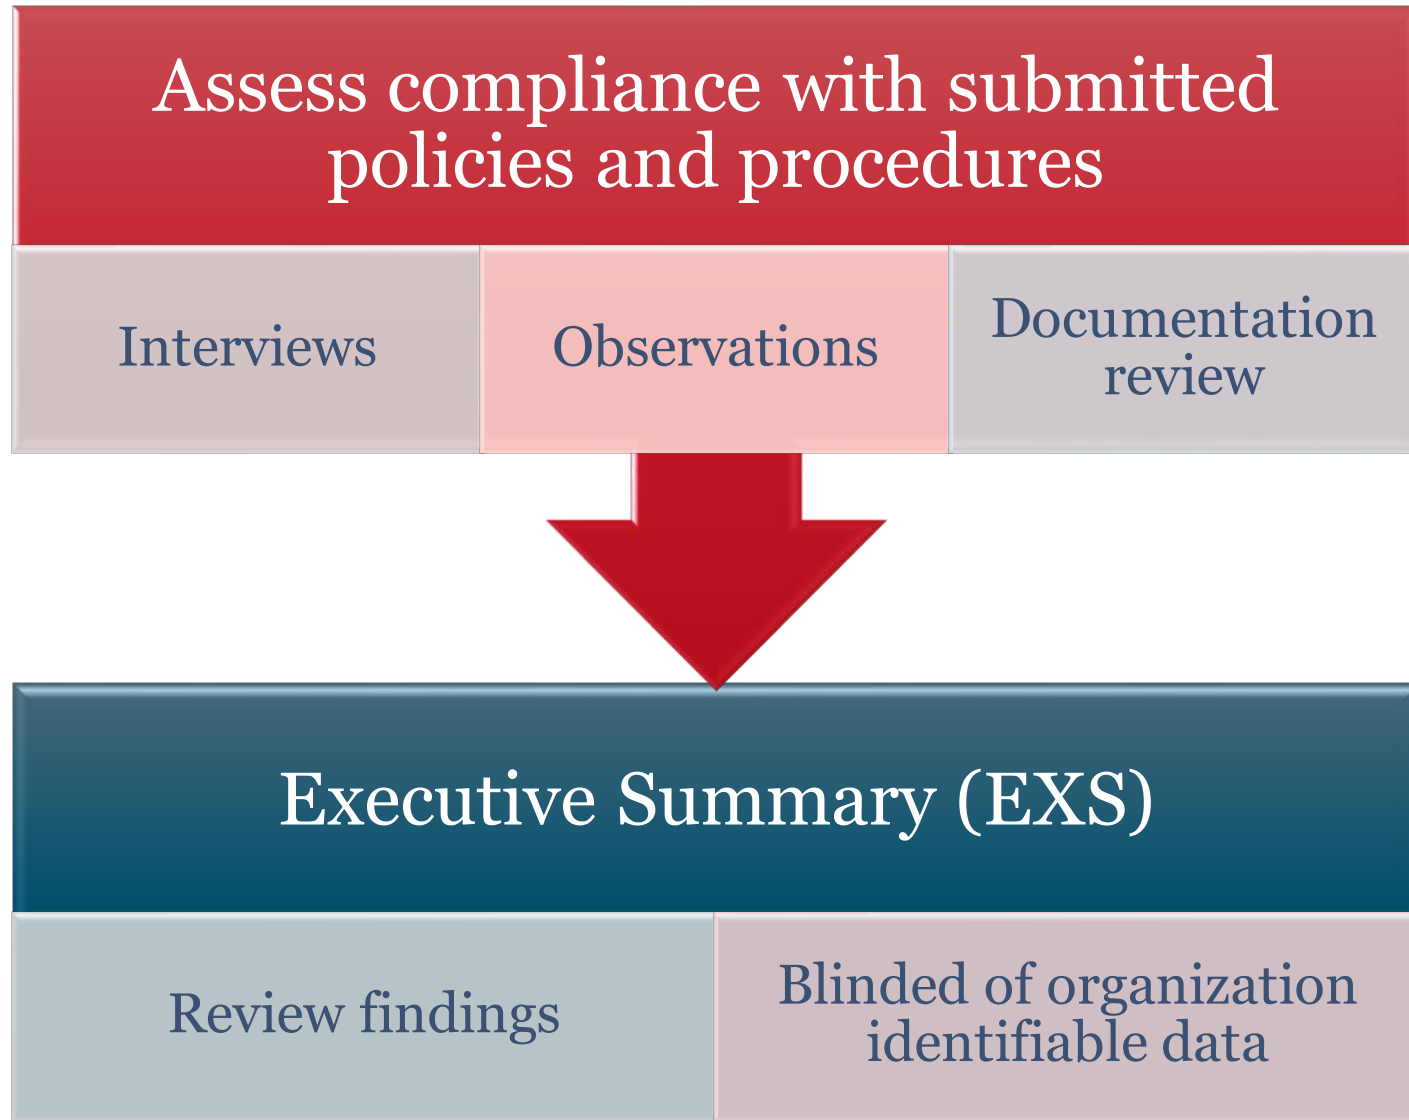 Assess compliance with submitted
policies and procedures
Interviews
Observations
Documentation
review
Executive Summary (EXS)
Review findings
Blinded of organization
identifiable data